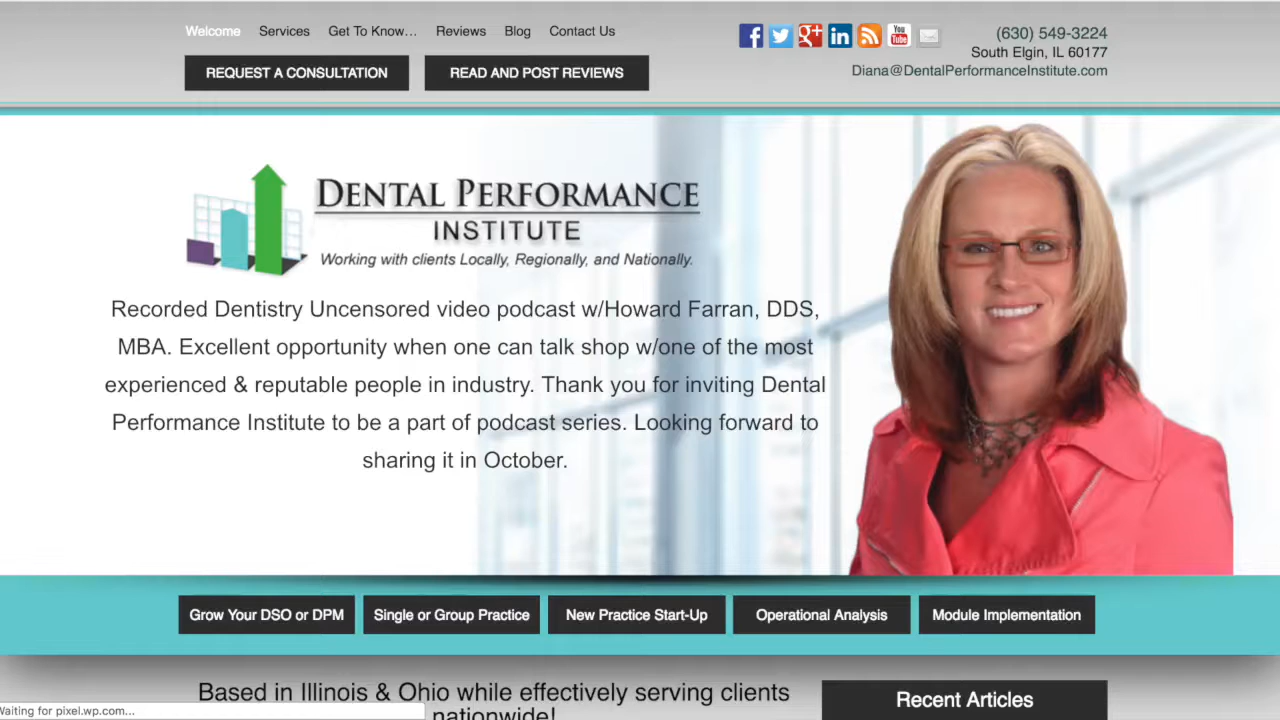 Welcome Services Get To Know... Reviews Blog Contact Us
REQUEST A CONSULTATION READ AND POST REVIEWS
You Tube
(630) 549-3224
South Elgin, IL 60177
Diana@DentalPerformanceInstitute.com
DENTAL PERFORMANCE
INSTITUTE
Working with clients Locally, Regionally, and Nationally.
Recorded Dentistry Uncensored video podcast w/Howard Farran, DDS,
MBA. Excellent opportunity when one can talk shop w/one of the most
experienced & reputable people in industry. Thank you for inviting Dental
Performance Institute to be a part of podcast series. Looking forward to
sharing it in October.
Grow Your DSO or DPM Single or Group Practice New Practice Start-Up Operational Analysis Module Implementation
Based in Illinois & Ohio while effectively serving clients
nationwide!
Recent Articles
Waiting for pixel.wp.com...